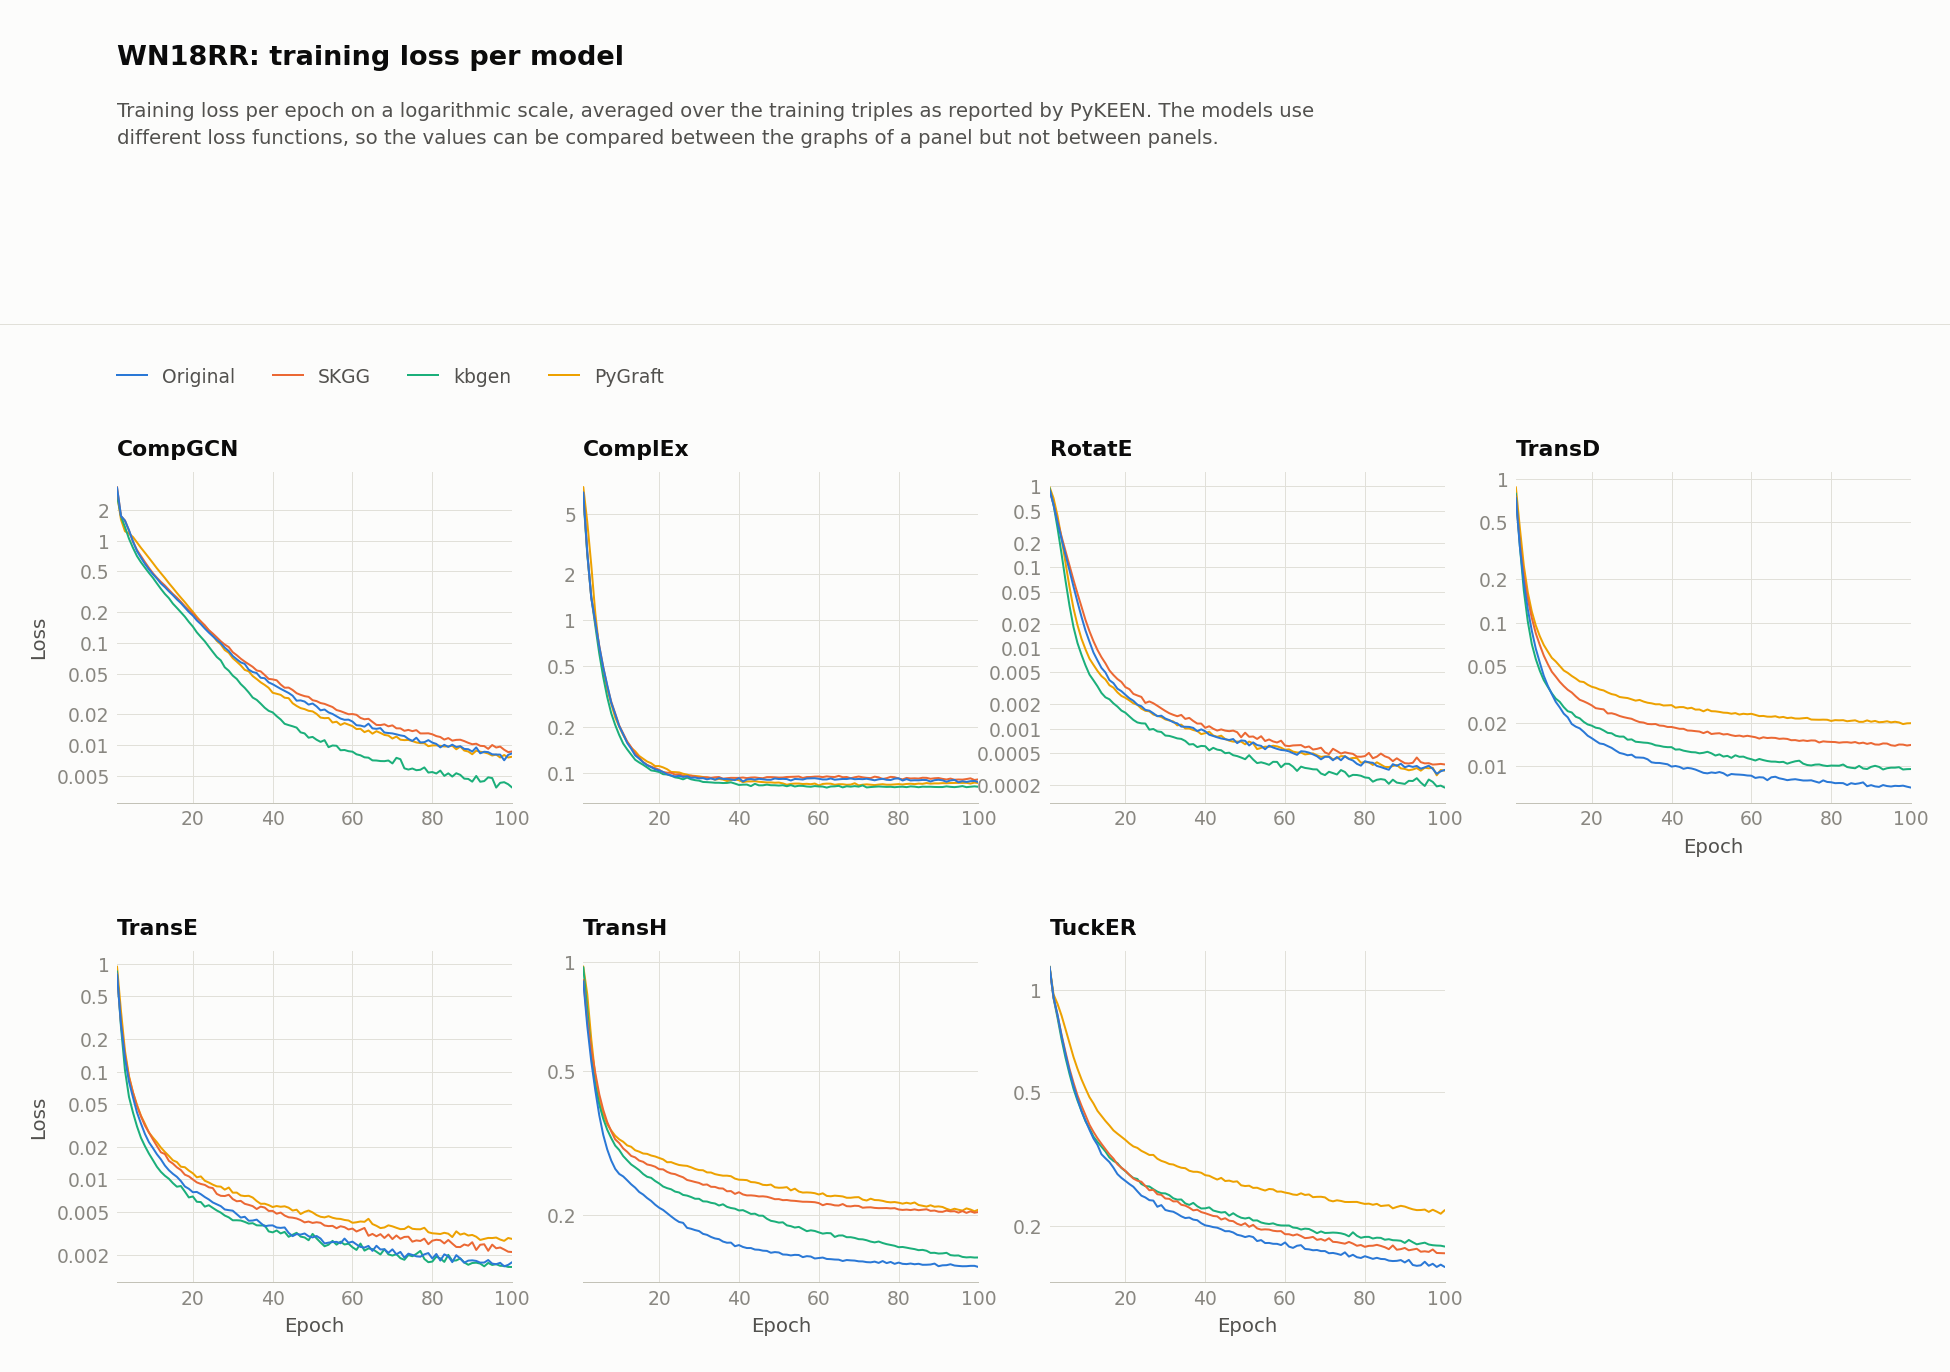 WN18RR: training loss per model
Training loss per epoch on a logarithmic scale, averaged over the training triples as reported by PyKEEN. The models use
different loss functions, so the values can be compared between the graphs of a panel but not between panels.
Original SKGG kbgen PyGraft
CompGCN
Loss
2
1
0.5
0.2
0.1
0.05
0.02
0.01
0.005
20 40 60 80 100
ComplEx
5
2
1
0.5
0.2
0.1
20 40 60 80 100
RotatE
1
0.5
0.2
0.1
0.05
0.02
0.01
0.005
0.002
0.001
0.0005
0.0002
20 40 60 80 100
TransD
1
0.5
0.2
0.1
0.05
0.02
0.01
20 40 60 80 100
Epoch
TransE
Loss
1
0.5
0.2
0.1
0.05
0.02
0.01
0.005
0.002
20 40 60 80 100
Epoch
TransH
1
0.5
0.2
20 40 60 80 100
Epoch
TuckER
1
0.5
0.2
20 40 60 80 100
Epoch